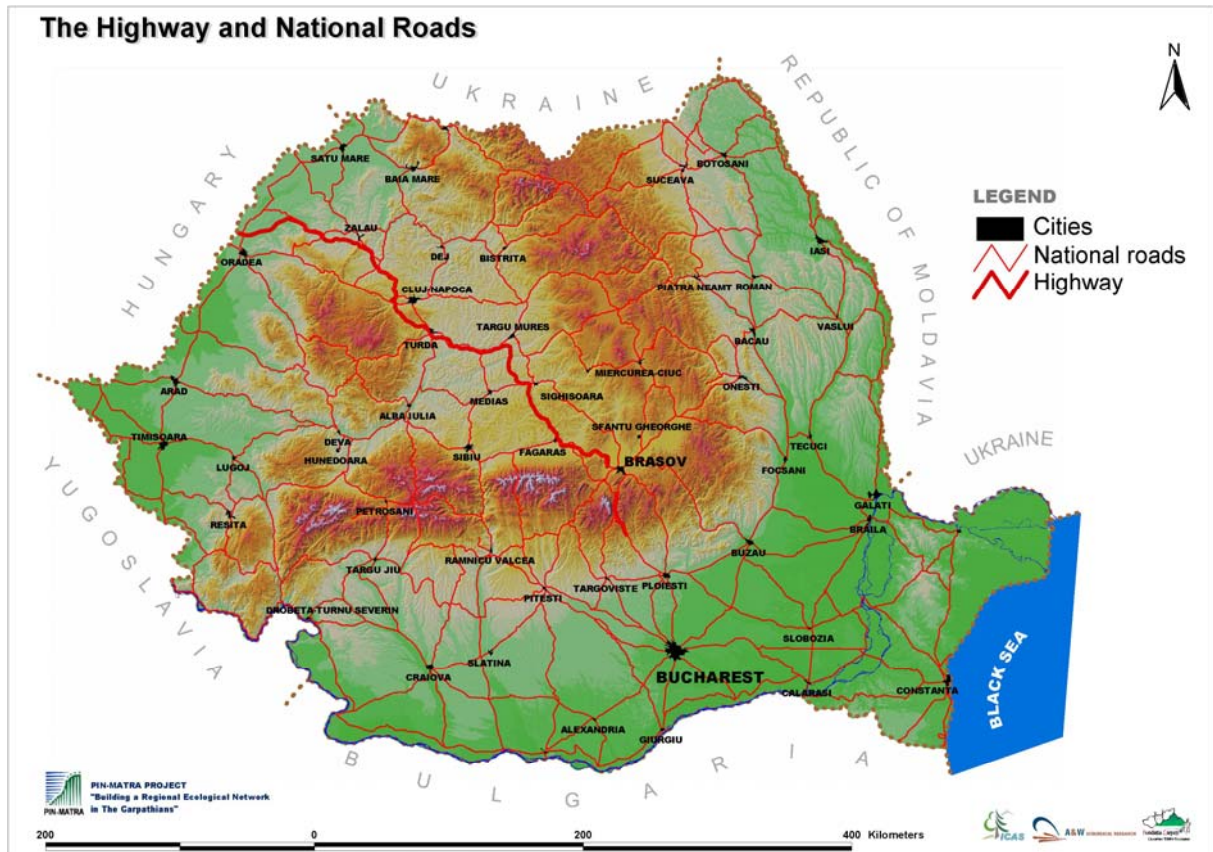 The Highway and National Roads
N
UKRAINE
REPUBLIC OF MOLDAVIA
HUNGARY
YUGOSLAVIA
BULGARIA
UKRAINE
BLACK SEA
LEGEND
Cities
National roads
Highway
SATU MARE
BAIA MARE
SUCEAVA
BOTOSANI
ZALAU
ORADEA
DEJ
BISTRITA
IASI
CLUJ-NAPOCA
PIATRA NEAMT
ROMAN
TURDA
TARGU MURES
BACAU
VASLUI
MIERCUREA-CIUC
ARAD
MEDIAS
SIGHISOARA
ONESTI
ALBA IULIA
SFANTU GHEORGHE
TIMISOARA
DEVA
HUNEDOARA
SIBIU
FAGARAS
BRASOV
TECUCI
FOCSANI
LUGOJ
RESITA
PETROSANI
GALATI
BRAILA
TARGU JIU
RAMNICU VALCEA
BUZAU
DROBETA-TURNU SEVERIN
PITESTI
TARGOVISTE
PLOIESTI
SLOBOZIA
SLATINA
CRAIOVA
BUCHAREST
CALARASI
CONSTANTA
ALEXANDRIA
GIURGIU
PIN-MATRA
PIN-MATRA PROJECT
"Building a Regional Ecological Network
in The Carpathians"
200 0 200 400 Kilometers
ICAS
A&W